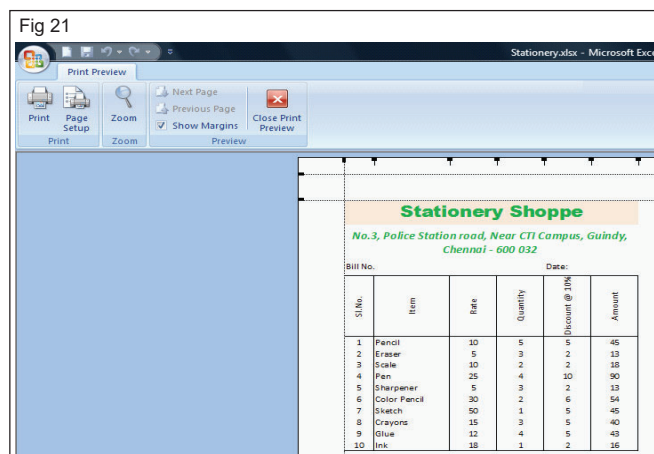 Fig 21
Stationery.xlsx - Microsoft Exce
Print Preview
Print
Page Setup
Zoom
Next Page
Previous Page
Show Margins
Close Print Preview
Print
Zoom
Preview
Stationery Shoppe
No.3, Police Station road, Near CTI Campus, Guindy,
Chennai - 600 032
Bill No. Date:
Sl.No. Item Rate Quantity Discount @ 10% Amount
1 Pencil 10 5 5 45
2 Eraser 5 3 2 13
3 Scale 10 2 2 18
4 Pen 25 4 10 90
5 Sharpener 5 3 2 13
6 Color Pencil 30 2 6 54
7 Sketch 50 1 5 45
8 Crayons 15 3 5 40
9 Glue 12 4 5 43
10 Ink 18 1 2 16